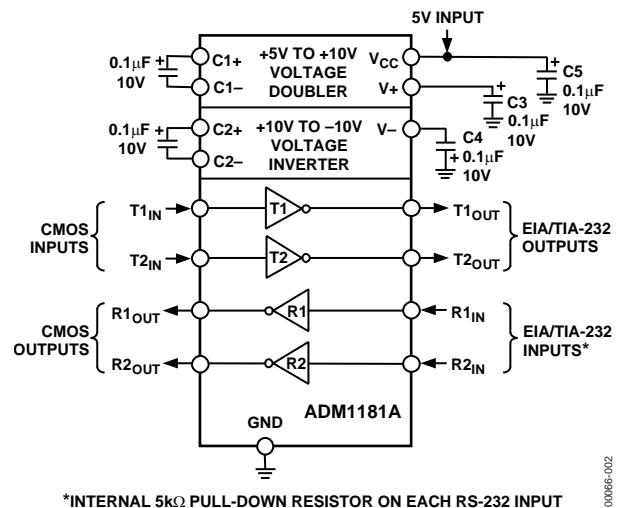 5V INPUT
0.1μF
10V
+
C1+
C1–
+5V TO +10V
VOLTAGE
DOUBLER
VCC
V+
+
C5
0.1μF
10V
+
C3
0.1μF
10V
0.1μF
10V
+
C2+
C2–
+10V TO –10V
VOLTAGE
INVERTER
V–
C4
+
0.1μF
10V
CMOS
INPUTS
T1IN
T2IN
T1
T2
T1OUT
T2OUT
EIA/TIA-232
OUTPUTS
CMOS
OUTPUTS
R1OUT
R2OUT
R1
R2
R1IN
R2IN
EIA/TIA-232
INPUTS*
ADM1181A
GND
*INTERNAL 5kΩ PULL-DOWN RESISTOR ON EACH RS-232 INPUT
00066-002